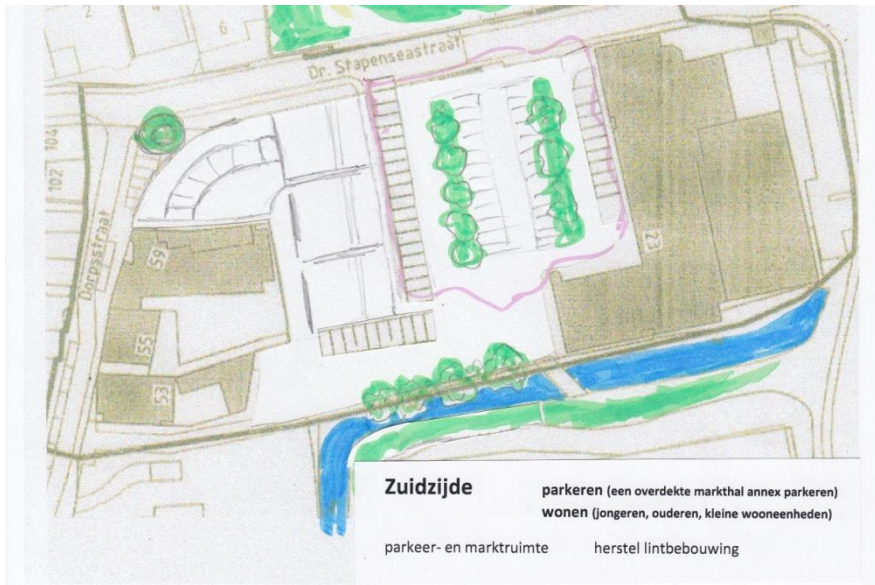 2
6
Dr. Stapenseastraat
104
102
Dorpsstraat
59
55
53
23
Zuidzijde
parkeren (een overdekte markthal annex parkeren)
wonen (jongeren, ouderen, kleine wooneenheden)
parkeer- en marktruimte herstel lintbebouwing